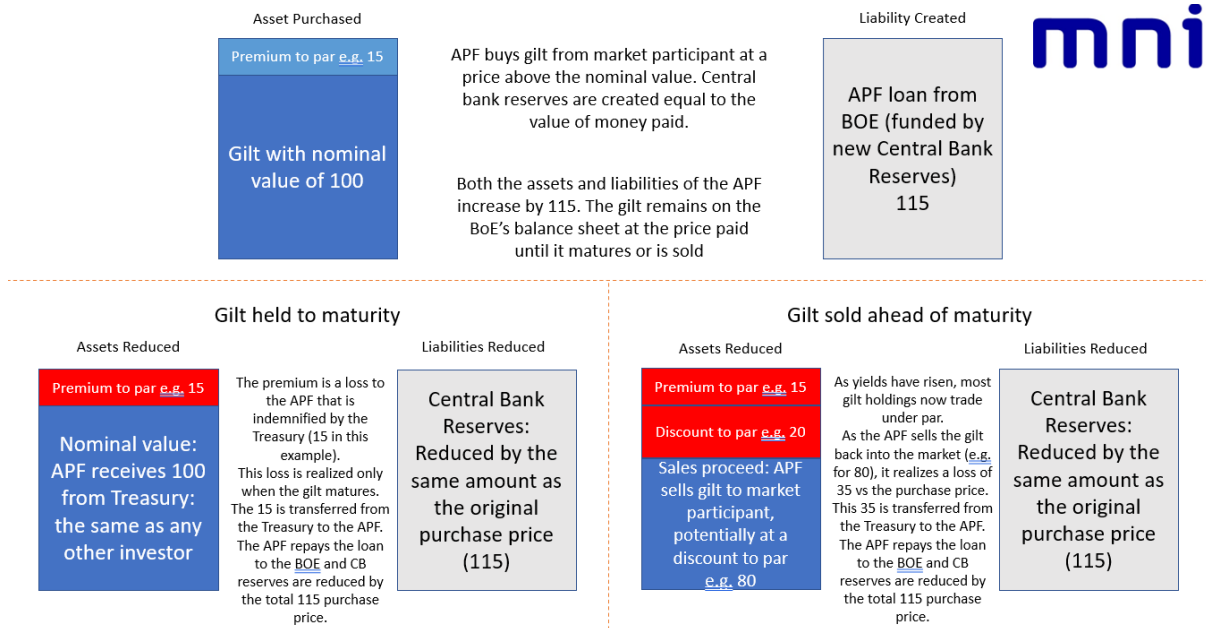 Asset Purchased
Premium to par e.g. 15
Gilt with nominal
value of 100
APF buys gilt from market participant at a
price above the nominal value. Central
bank reserves are created equal to the
value of money paid.
Both the assets and liabilities of the APF
increase by 115. The gilt remains on the
BoE’s balance sheet at the price paid
until it matures or is sold
Liability Created
APF loan from
BOE (funded by
new Central Bank
Reserves)
115
mni
Gilt held to maturity
Assets Reduced
Premium to par e.g. 15
Nominal value:
APF receives 100
from Treasury:
the same as any
other investor
The premium is a loss to
the APF that is
indemnified by the
Treasury (15 in this
example).
This loss is realized only
when the gilt matures.
The 15 is transferred from
the Treasury to the APF.
The APF repays the loan
to the BOE and CB
reserves are reduced by
the total 115 purchase
price.
Liabilities Reduced
Central Bank
Reserves:
Reduced by the
same amount as
the original
purchase price
(115)
Gilt sold ahead of maturity
Assets Reduced
Premium to par e.g. 15
Discount to par e.g. 20
Sales proceed: APF
sells gilt to market
participant,
potentially at a
discount to par
e.g. 80
As yields have risen, most
gilt holdings now trade
under par.
As the APF sells the gilt
back into the market (e.g.
for 80), it realizes a loss of
35 vs the purchase price.
This 35 is transferred from
the Treasury to the APF.
The APF repays the loan
to the BOE and CB
reserves are reduced by
the total 115 purchase
price.
Liabilities Reduced
Central Bank
Reserves:
Reduced by the
same amount as
the original
purchase price
(115)